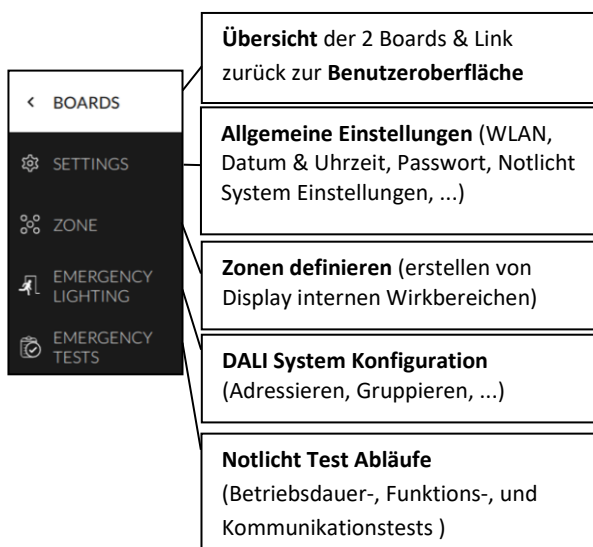 Übersicht der 2 Boards & Link
zurück zur Benutzeroberfläche
< BOARDS
Allgemeine Einstellungen (WLAN,
Datum & Uhrzeit, Passwort, Notlicht
System Einstellungen, ...)
SETTINGS
ZONE
Zonen definieren (erstellen von
Display internen Wirkbereichen)
EMERGENCY
LIGHTING
DALI System Konfiguration
(Adressieren, Gruppieren, ...)
EMERGENCY
TESTS
Notlicht Test Abläufe
(Betriebsdauer-, Funktions-, und
Kommunikationstests )